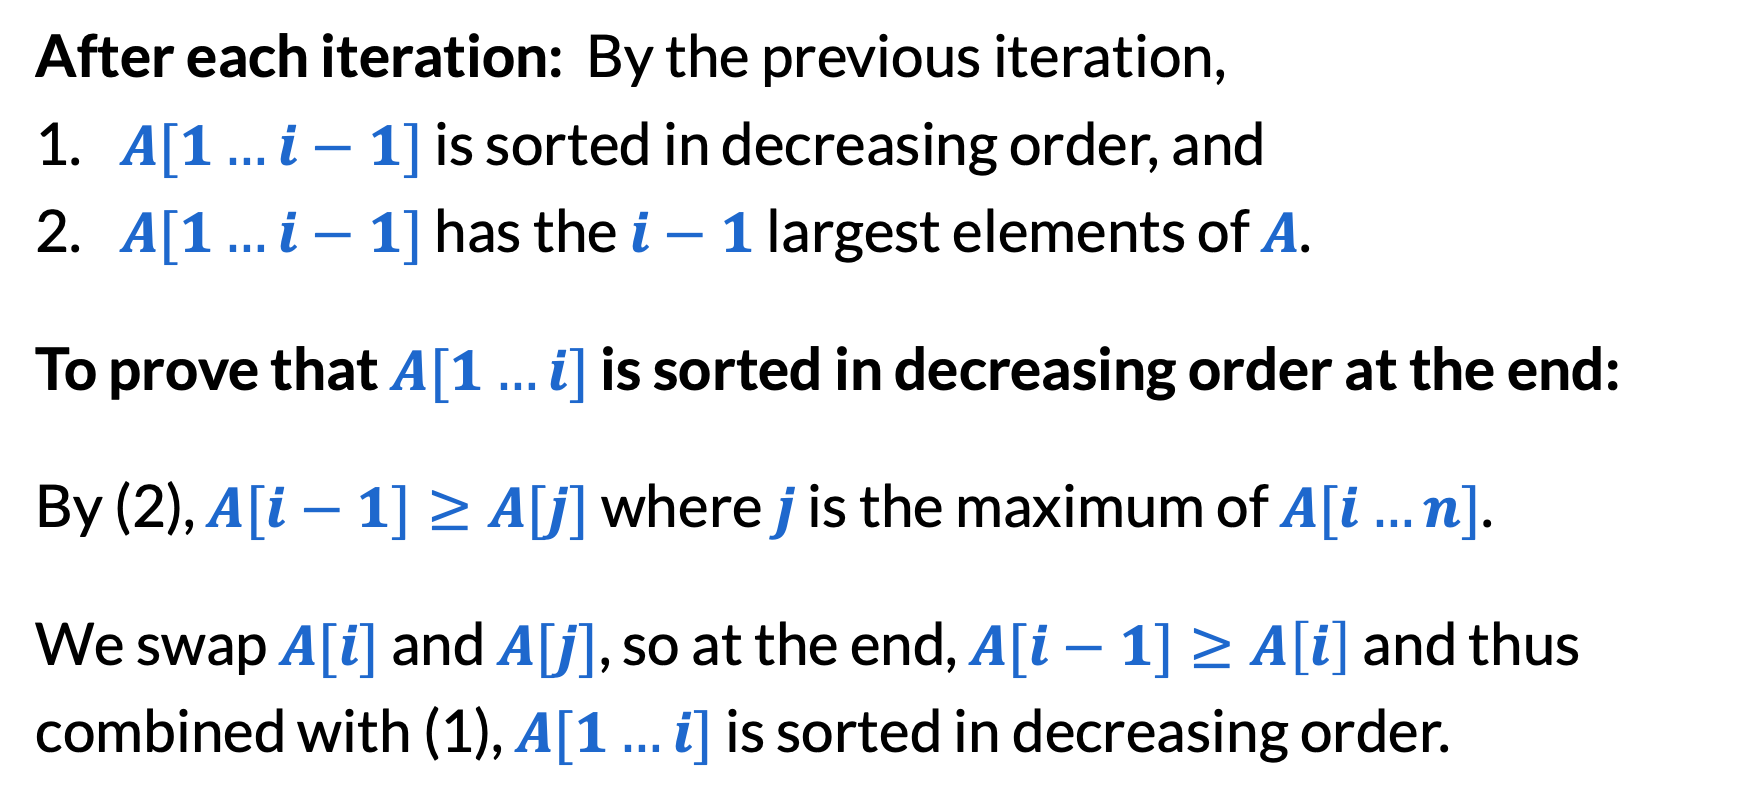 After each iteration: By the previous iteration,
1. A[1 … i − 1] is sorted in decreasing order, and
2. A[1 … i − 1] has the i − 1 largest elements of A.
To prove that A[1 … i] is sorted in decreasing order at the end:
By (2), A[i − 1] ≥ A[j] where j is the maximum of A[i … n].
We swap A[i] and A[j], so at the end, A[i − 1] ≥ A[i] and thus
combined with (1), A[1 … i] is sorted in decreasing order.